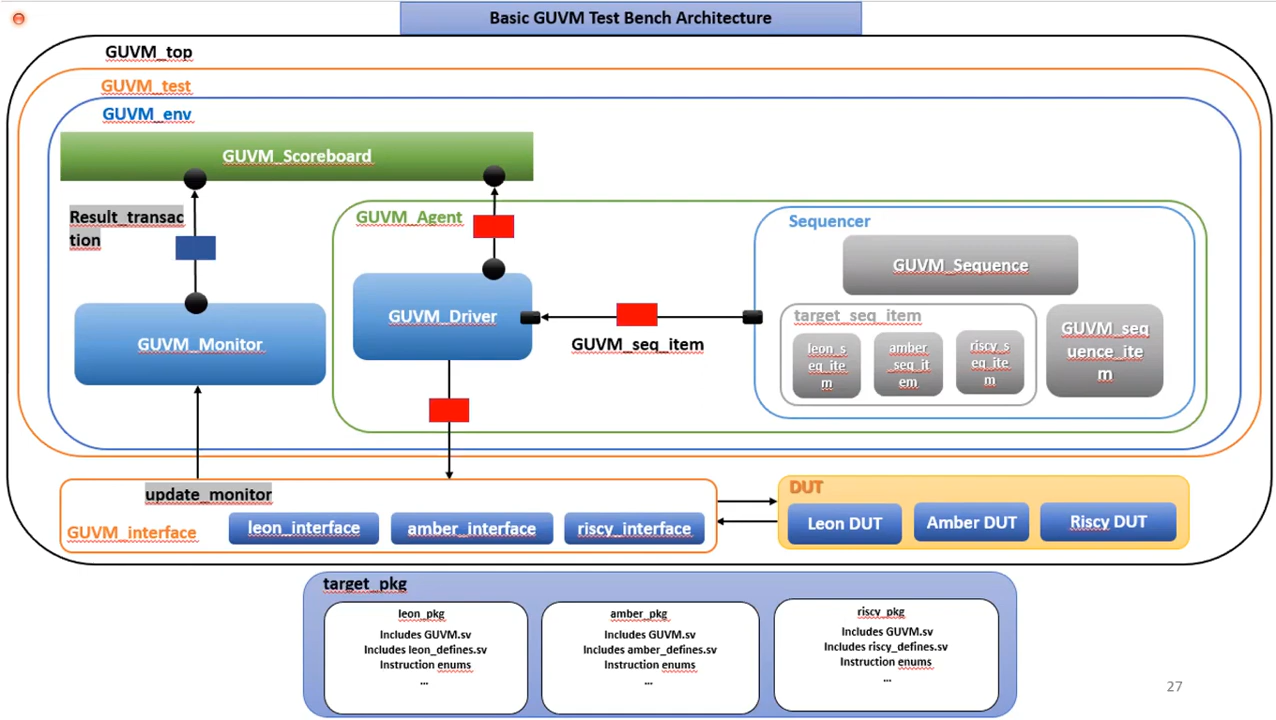 Basic GUVM Test Bench Architecture
GUVM_top
GUVM_test
GUVM_env
GUVM_Scoreboard
Result_transac
tion
GUVM_Agent
Sequencer
GUVM_Sequence
GUVM_Driver
GUVM_seq_item
target_seq_item
leon_s
eq_ite
m
amber
_seq_it
em
riscy_s
eq_ite
m
GUVM_seq
uence_ite
m
GUVM_Monitor
update_monitor
GUVM_interface
leon_interface
amber_interface
riscy_interface
DUT
Leon DUT
Amber DUT
Riscy DUT
target_pkg
leon_pkg
Includes GUVM.sv
Includes leon_defines.sv
Instruction enums
...
amber_pkg
Includes GUVM.sv
Includes amber_defines.sv
Instruction enums
...
riscy_pkg
Includes GUVM.sv
Includes riscy_defines.sv
Instruction enums
...
27